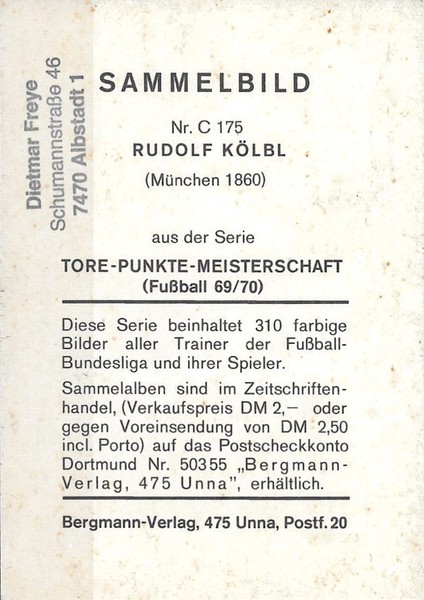 Dietmar Freye
Schumannstraße 46
7470 Albstadt 1
SAMMELBILD
Nr. C 175
RUDOLF KÖLBL
(München 1860)
aus der Serie
TORE-PUNKTE-MEISTERSCHAFT
(Fußball 69/70)
Diese Serie beinhaltet 310 farbige
Bilder aller Trainer der Fußball-
Bundesliga und ihrer Spieler.
Sammelalben sind im Zeitschriften-
handel, (Verkaufspreis DM 2,— oder
gegen Voreinsendung von DM 2,50
incl. Porto) auf das Postscheckkonto
Dortmund Nr. 50355 „Bergmann-
Verlag, 475 Unna", erhältlich.
Bergmann-Verlag, 475 Unna, Postf. 20